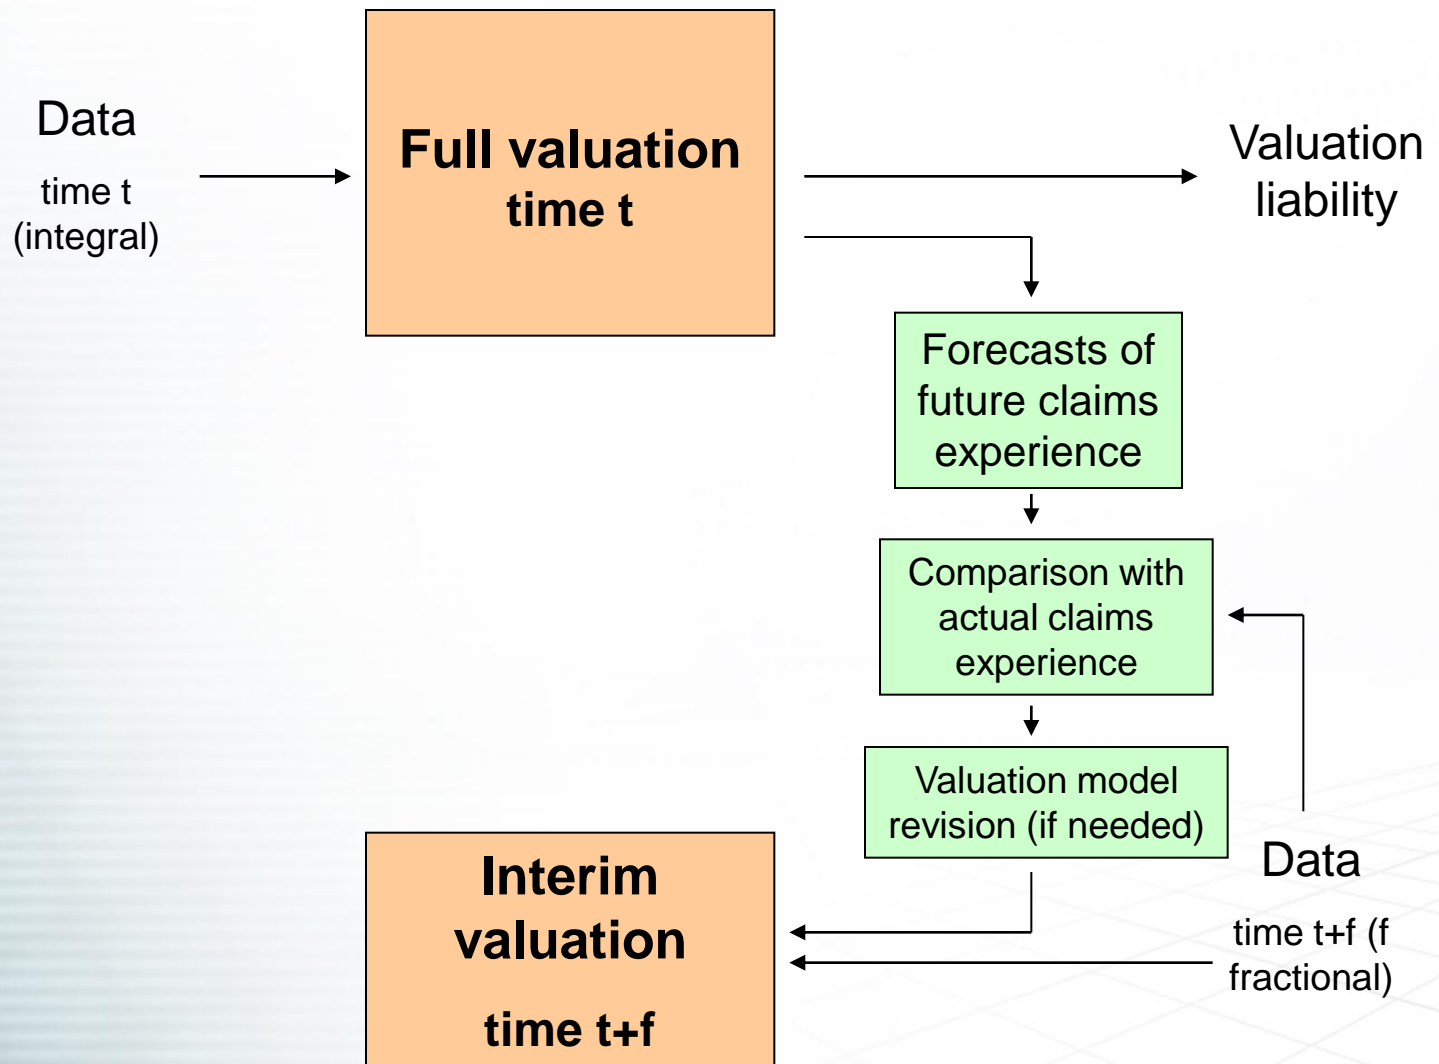 Data
time t
(integral)
Full valuation
time t
Valuation
liability
Forecasts of
future claims
experience
Comparison with
actual claims
experience
Valuation model
revision (if needed)
Data
time t+f (f
fractional)
Interim
valuation
time t+f